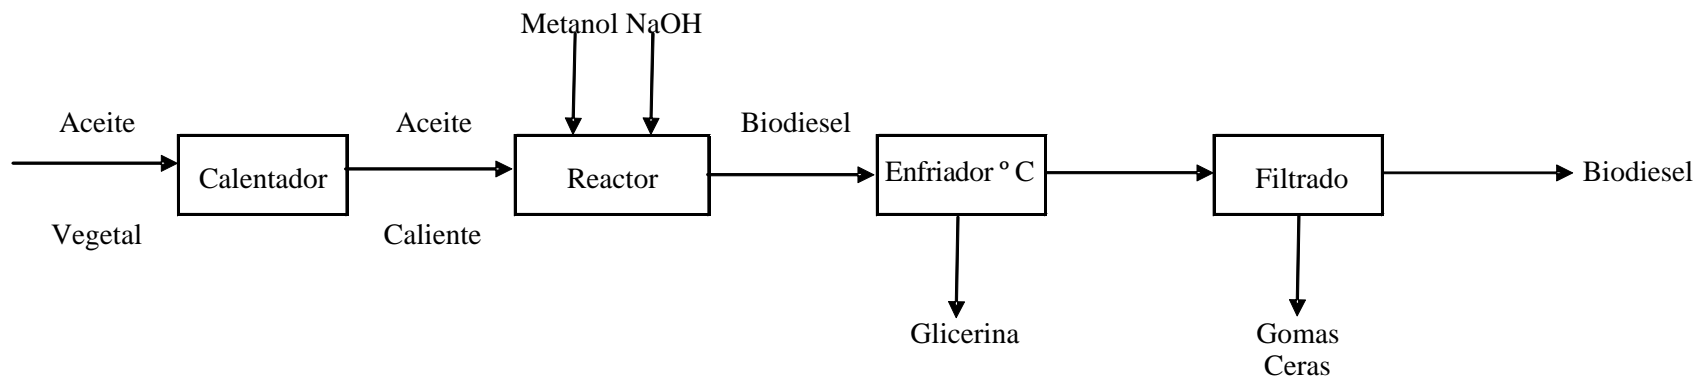 Metanol NaOH
Aceite
Vegetal
Calentador
Aceite
Caliente
Reactor
Biodiesel
Enfriador º C
Glicerina
Filtrado
Gomas
Ceras
Biodiesel